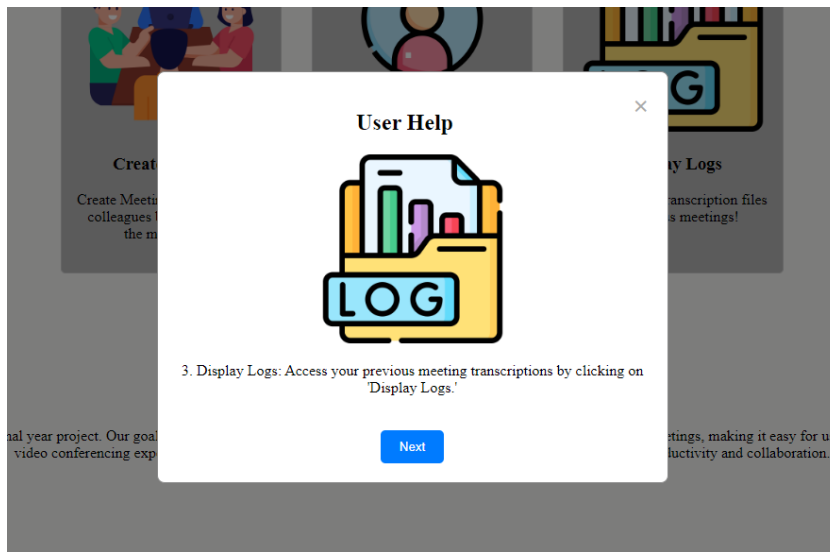 LOG
Create
Create Meeti
colleagues
the m
User Help
×
LOG
3. Display Logs: Access your previous meeting transcriptions by clicking on
'Display Logs.'
Next
ay Logs
ranscription files
s meetings!
nal year project. Our goal
etings, making it easy for u
video conferencing exp
luctivity and collaboration.